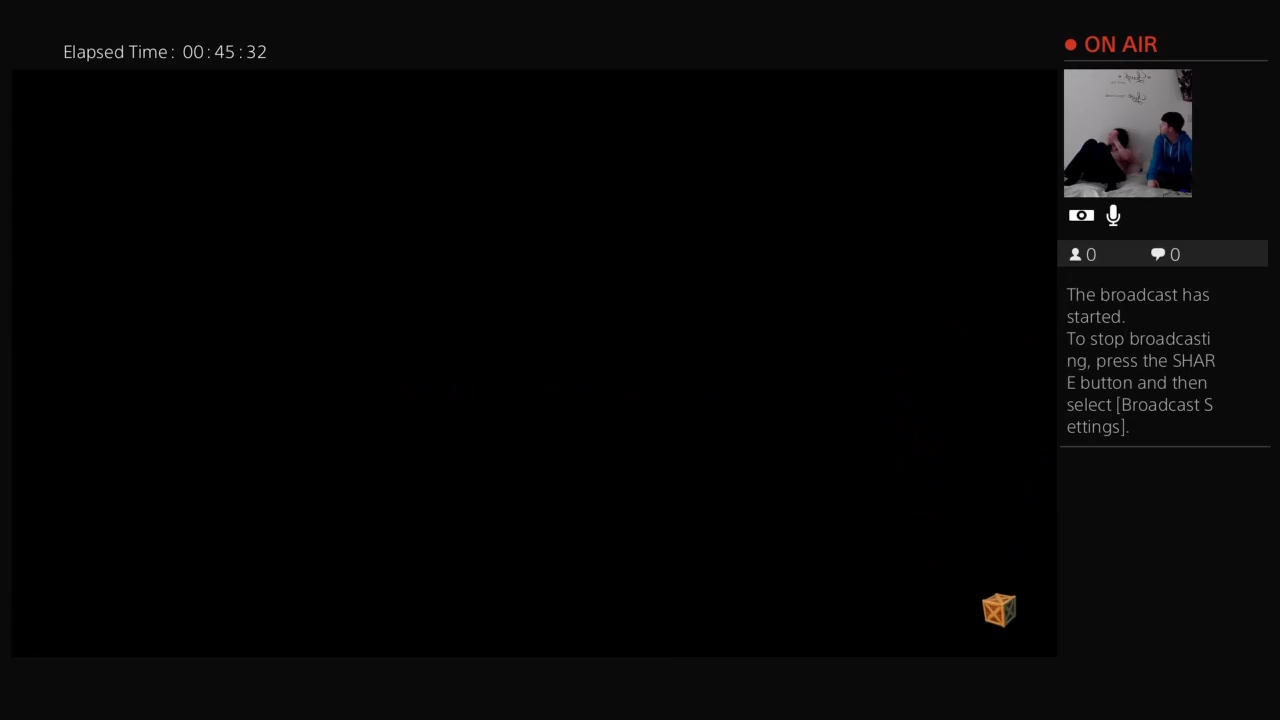 Elapsed Time: 00:45:32
ON AIR
0
0
The broadcast has
started.
To stop broadcasti
ng, press the SHAR
E button and then
select [Broadcast S
ettings].